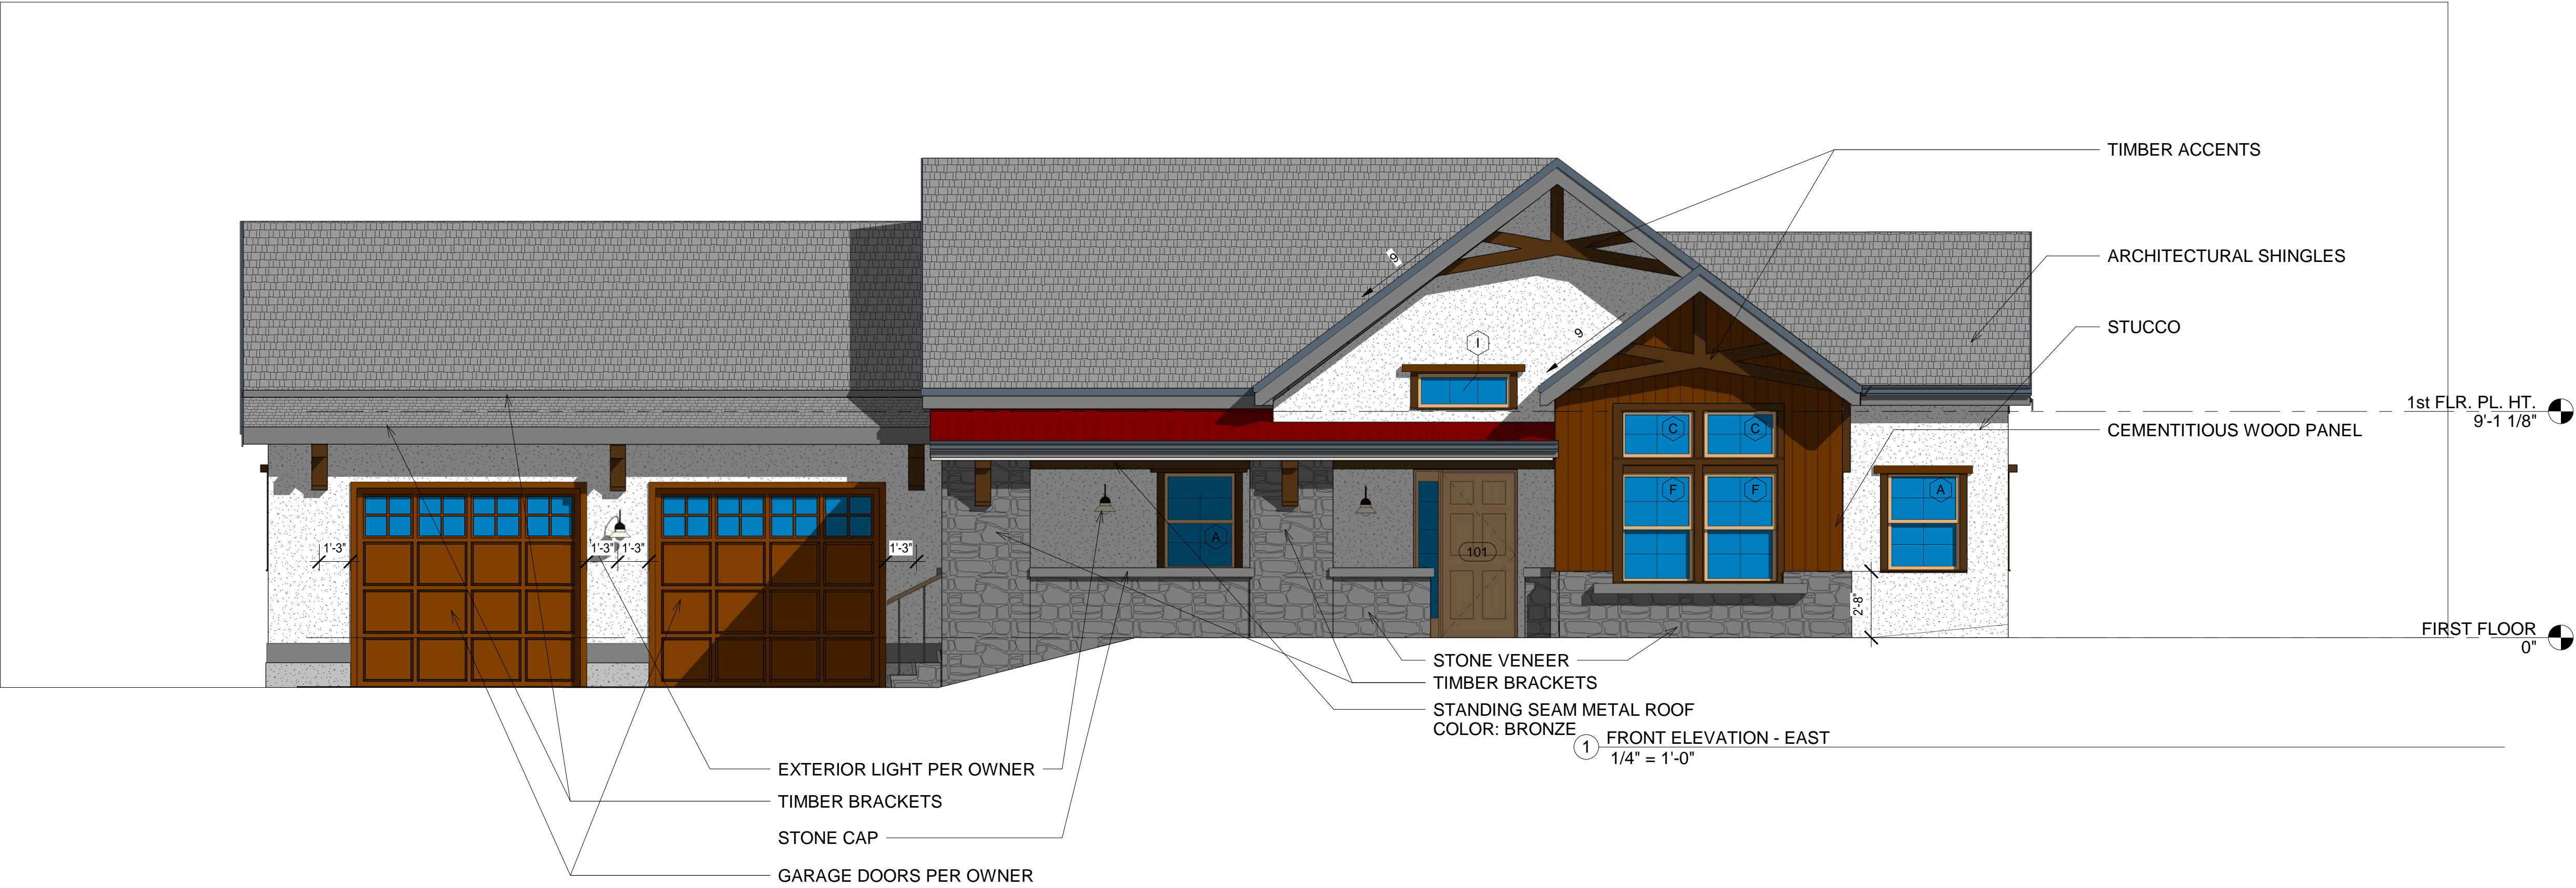 TIMBER ACCENTS
ARCHITECTURAL SHINGLES
9
STUCCO
9
I
1st FLR. PL. HT.
9'-1 1/8"
CEMENTITIOUS WOOD PANEL
C
C
F
F
A
A
1'-3"
1'-3"
1'-3"
1'-3"
101
2'-8"
FIRST FLOOR
0"
STONE VENEER
TIMBER BRACKETS
STANDING SEAM METAL ROOF
COLOR: BRONZE
1
FRONT ELEVATION - EAST
1/4" = 1'-0"
EXTERIOR LIGHT PER OWNER
TIMBER BRACKETS
STONE CAP
GARAGE DOORS PER OWNER